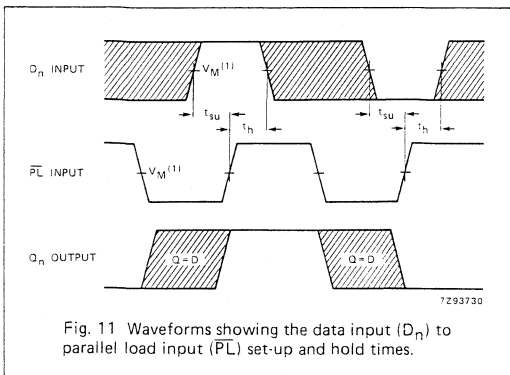 Dn INPUT
VM(1)
tsu
th
tsu
th
PL INPUT
VM(1)
Qn OUTPUT
Q=D
Q=D
7Z93730
Fig. 11 Waveforms showing the data input (Dn) to
parallel load input (PL) set-up and hold times.